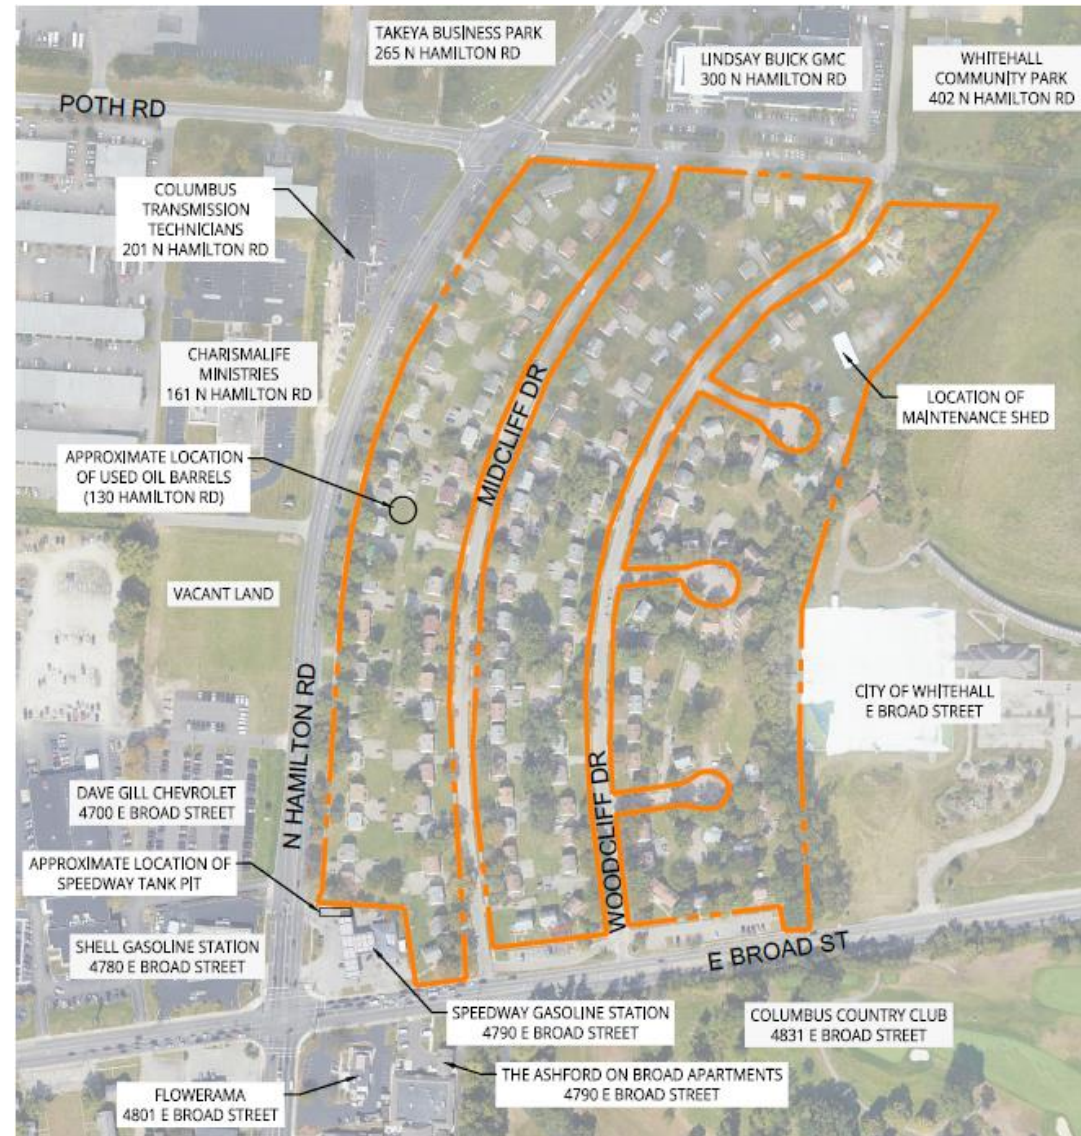 TAKEYA BUSINESS PARK
265 N HAMILTON RD
LINDSAY BUICK GMC
300 N HAMILTON RD
WHITEHALL
COMMUNITY PARK
402 N HAMILTON RD
POTH RD
COLUMBUS
TRANSMISSION
TECHNICIANS
201 N HAMILTON RD
CHARISMALIFE
MINISTRIES
161 N HAMILTON RD
MIDCLIFF DR
LOCATION OF
MAINTENANCE SHED
APPROXIMATE LOCATION
OF USED OIL BARRELS
(130 HAMILTON RD)
VACANT LAND
N HAMILTON RD
CITY OF WHITEHALL
E BROAD STREET
DAVE GILL CHEVROLET
4700 E BROAD STREET
WOODCLIFF DR
APPROXIMATE LOCATION OF
SPEEDWAY TANK PIT
SHELL GASOLINE STATION
4780 E BROAD STREET
E BROAD ST
SPEEDWAY GASOLINE STATION
4790 E BROAD STREET
COLUMBUS COUNTRY CLUB
4831 E BROAD STREET
THE ASHFORD ON BROAD APARTMENTS
4790 E BROAD STREET
FLOWERAMA
4801 E BROAD STREET